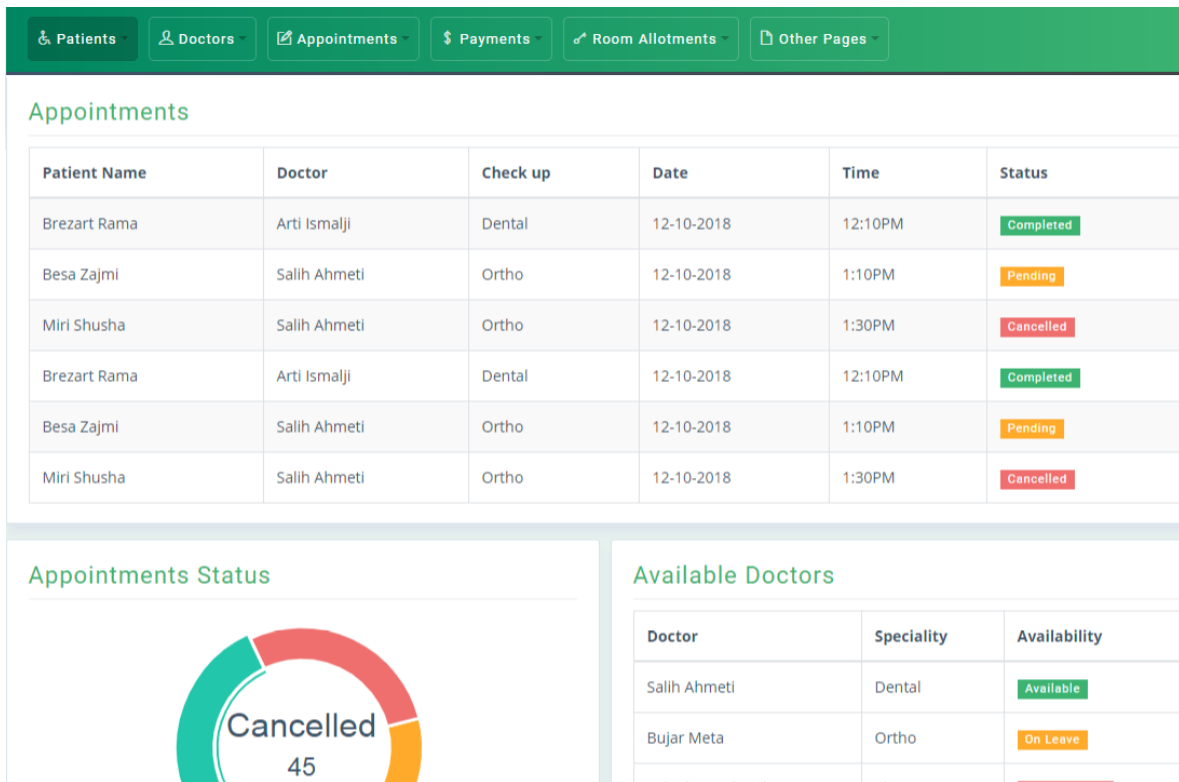 Patients Doctors Appointments $ Payments Room Allotments Other Pages
Appointments
Patient Name Doctor Check up Date Time Status
Brezart Rama Arti Ismalji Dental 12-10-2018 12:10PM Completed
Besa Zajmi Salih Ahmeti Ortho 12-10-2018 1:10PM Pending
Miri Shusha Salih Ahmeti Ortho 12-10-2018 1:30PM Cancelled
Brezart Rama Arti Ismalji Dental 12-10-2018 12:10PM Completed
Besa Zajmi Salih Ahmeti Ortho 12-10-2018 1:10PM Pending
Miri Shusha Salih Ahmeti Ortho 12-10-2018 1:30PM Cancelled
Appointments Status
Cancelled
45
Available Doctors
Doctor Speciality Availability
Salih Ahmeti Dental Available
Bujar Meta Ortho On Leave